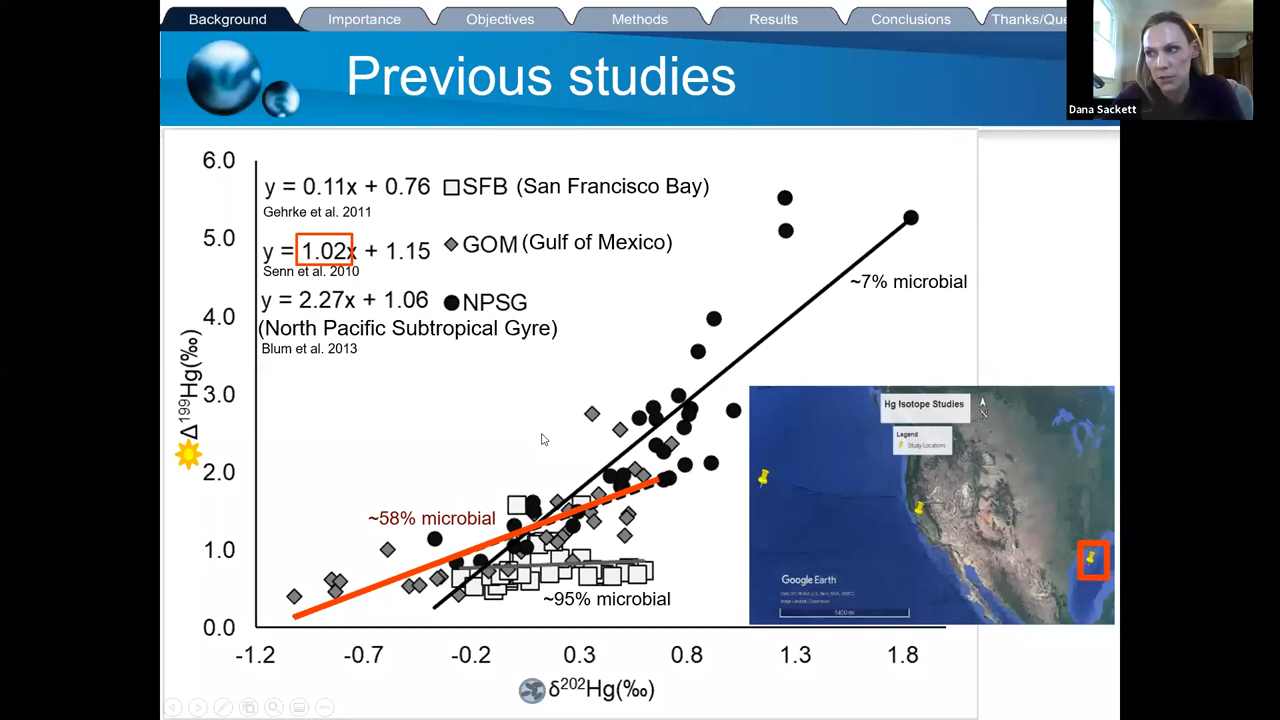 Background Importance Objectives Methods Results Conclusions Thanks/Que
Dana Sackett
Previous studies
6.0
5.0
4.0
3.0
2.0
1.0
0.0
-1.2 -0.7 -0.2 0.3 0.8 1.3 1.8
Δ199Hg(‰)
δ202Hg(‰)
y = 0.11x + 0.76 SFB (San Francisco Bay)
Gehrke et al. 2011
y = 1.02x + 1.15 GOM (Gulf of Mexico)
Senn et al. 2010
y = 2.27x + 1.06 NPSG
(North Pacific Subtropical Gyre)
Blum et al. 2013
~7% microbial
~58% microbial
~95% microbial
Hg Isotope Studies
N
Legend
Study Locations
Google Earth
1400 mi